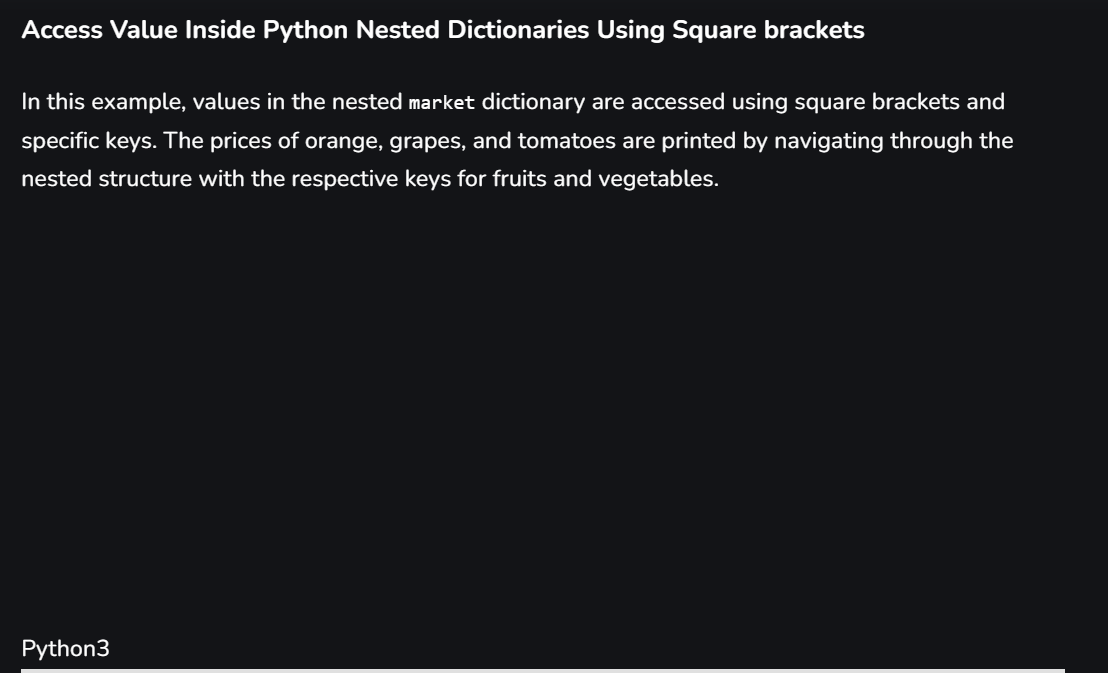 Access Value Inside Python Nested Dictionaries Using Square brackets
In this example, values in the nested market dictionary are accessed using square brackets and
specific keys. The prices of orange, grapes, and tomatoes are printed by navigating through the
nested structure with the respective keys for fruits and vegetables.
Python3